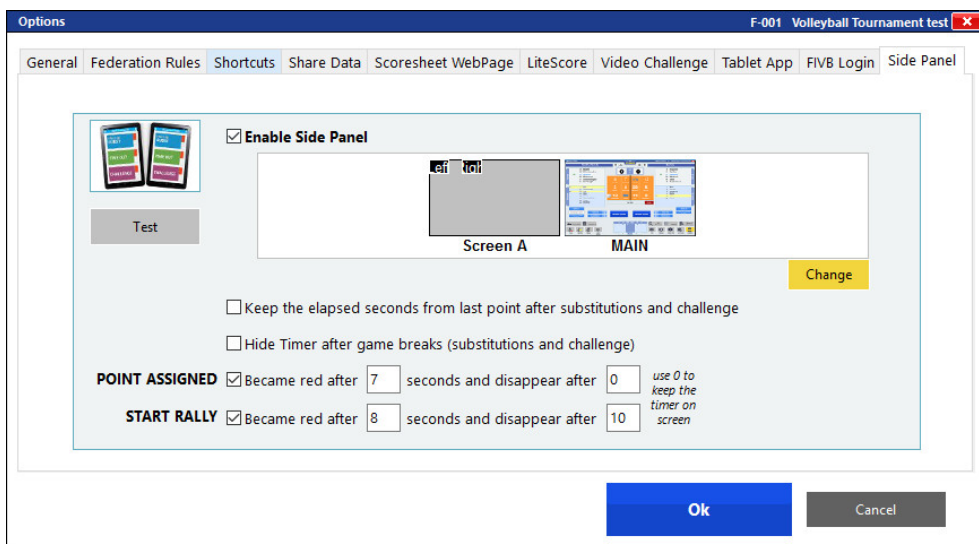 Options
F-001 Volleyball Tournament test
General Federation Rules Shortcuts Share Data Scoresheet WebPage LiteScore Video Challenge Tablet App FIVB Login Side Panel
Enable Side Panel
Test
Screen A MAIN
Change
Keep the elapsed seconds from last point after substitutions and challenge
Hide Timer after game breaks (substitutions and challenge)
POINT ASSIGNED Became red after 7 seconds and disappear after 0
START RALLY Became red after 8 seconds and disappear after 10
use 0 to
keep the
timer on
screen
Ok Cancel